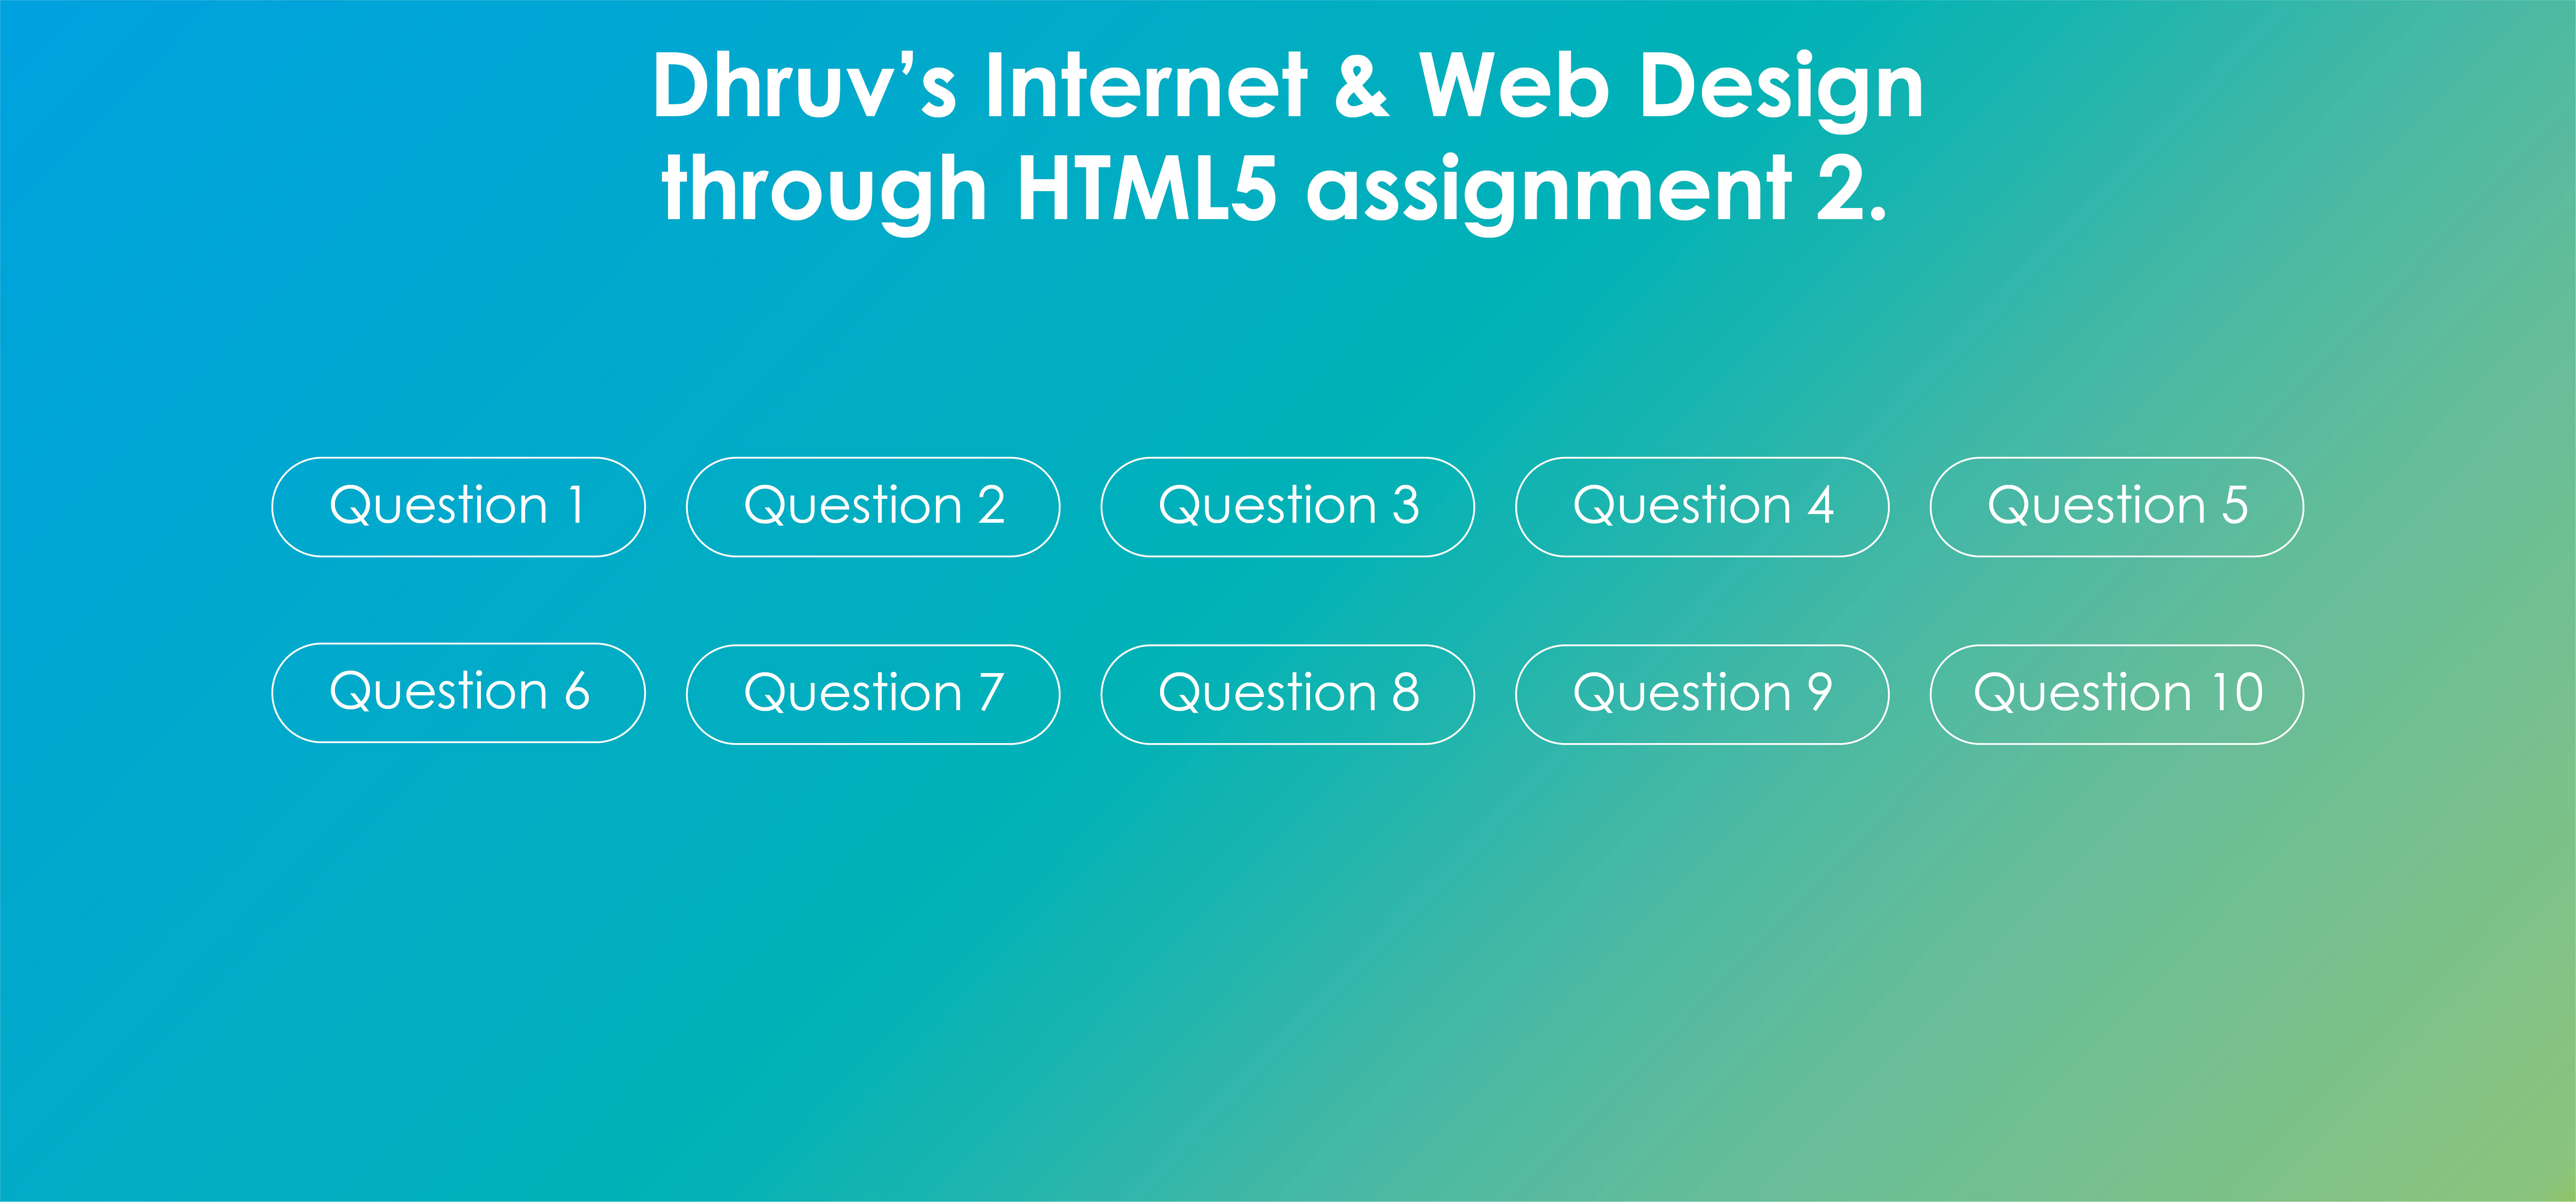 Dhruv’s Internet & Web Design
through HTML5 assignment 2.
Question 1
Question 2
Question 3
Question 4
Question 5
Question 6
Question 7
Question 8
Question 9
Question 10